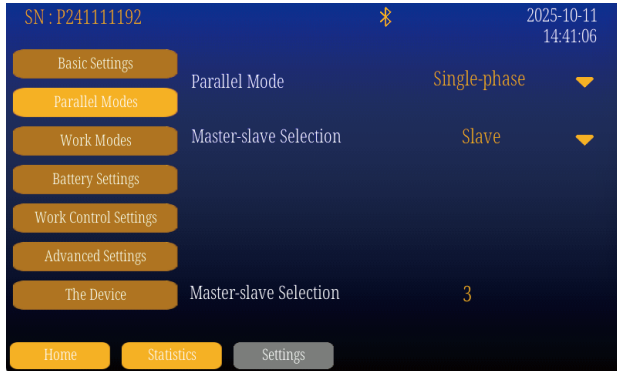 SN : P241111192
2025-10-11
14:41:06
Basic Settings
Parallel Modes
Work Modes
Battery Settings
Work Control Settings
Advanced Settings
The Device
Parallel Mode Single-phase
Master-slave Selection Slave
Master-slave Selection 3
Home Statistics Settings